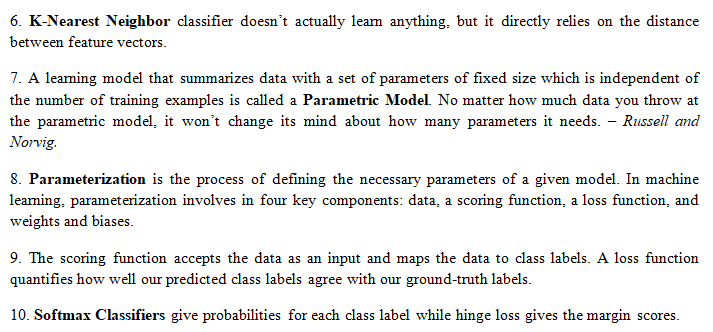 6. K-Nearest Neighbor classifier doesn't actually learn anything, but it directly relies on the distance
between feature vectors.
7. A learning model that summarizes data with a set of parameters of fixed size which is independent of
the number of training examples is called a Parametric Model. No matter how much data you throw at
the parametric model, it won't change its mind about how many parameters it needs. – Russell and
Norvig.
8. Parameterization is the process of defining the necessary parameters of a given model. In machine
learning, parameterization involves in four key components: data, a scoring function, a loss function, and
weights and biases.
9. The scoring function accepts the data as an input and maps the data to class labels. A loss function
quantifies how well our predicted class labels agree with our ground-truth labels.
10. Softmax Classifiers give probabilities for each class label while hinge loss gives the margin scores.